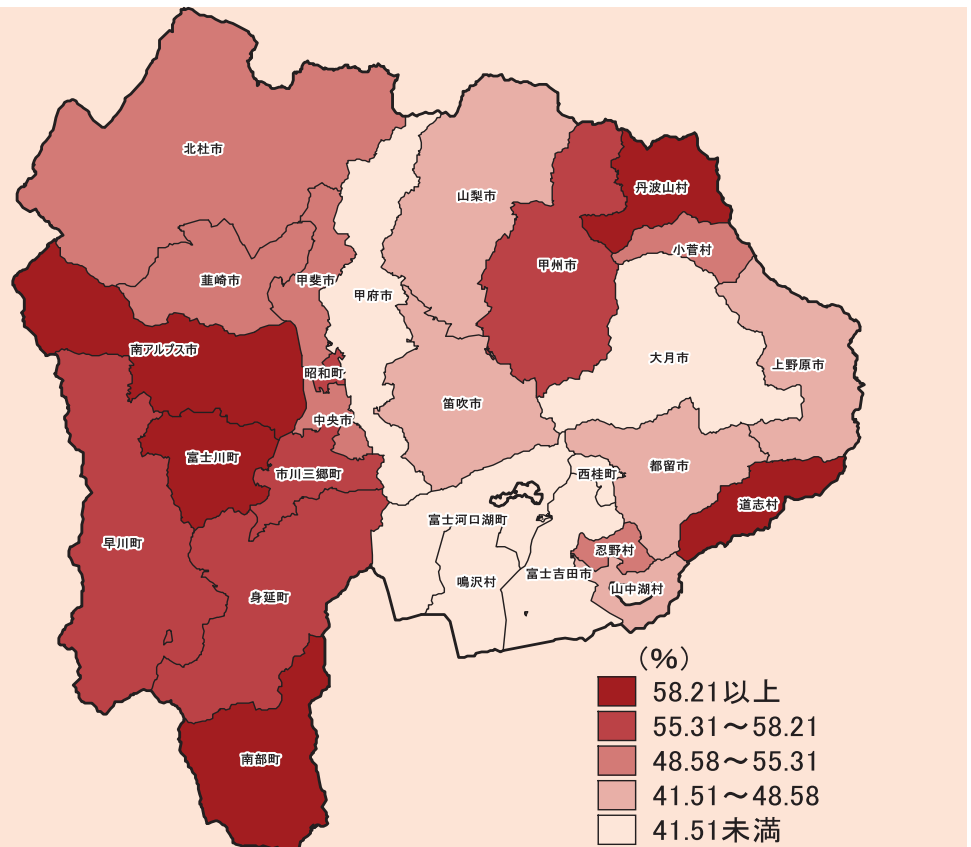 北杜市
山梨市
丹波山村
小菅村
甲州市
韮崎市
甲斐市
甲府市
南アルプス市
大月市
上野原市
昭和町
笛吹市
中央市
富士川町
市川三郷町
都留市
西桂町
道志村
富士河口湖町
早川町
忍野村
富士吉田市
鳴沢村
山中湖村
身延町
南部町
(%)
58.21以上
55.31～58.21
48.58～55.31
41.51～48.58
41.51未満